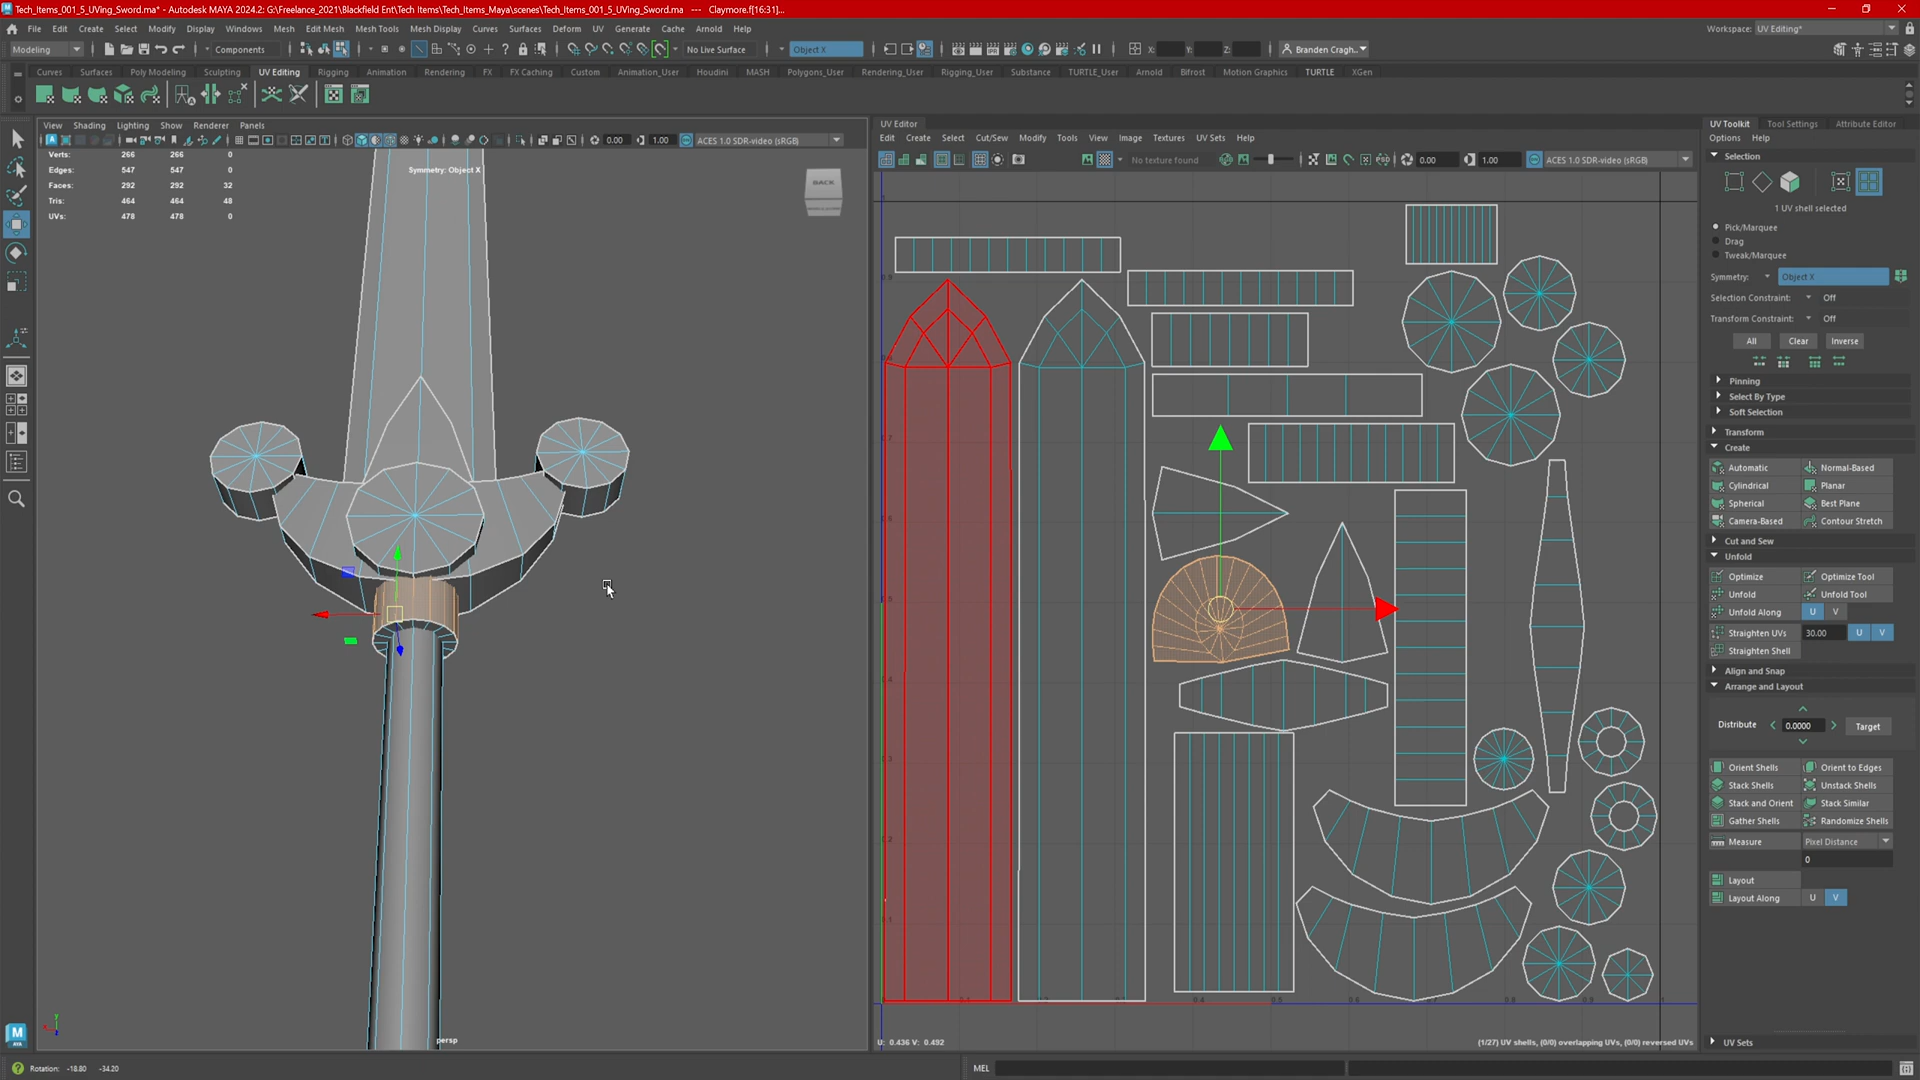 Tech_Items_001_5_UVing_Sword.ma* - Autodesk MAYA 2024.2: G:\Freelance_2021\Blackfield Ent\Tech Items\Tech_Items_Maya\scenes\Tech_Items_001_5_UVing_Sword.ma --- Claymore.f[16:31]...
File Edit Create Select Modify Display Windows Mesh Edit Mesh Mesh Tools Mesh Display Curves Surfaces Deform UV Generate Cache Arnold Help
Workspace: UV Editing*
Modeling Components No Live Surface Object X X: Y: Z: Branden Cragh..
Curves Surfaces Poly Modeling Sculpting UV Editing Rigging Animation Rendering FX FX Caching Custom Animation_User Houdini MASH Polygons_User Rendering_User Rigging_User Substance TURTLE_User Arnold Bifrost Motion Graphics TURTLE XGen
View Shading Lighting Show Renderer Panels
0.00 1.00 ACES 1.0 SDR-video (sRGB)
Verts: 266 266 0
Edges: 547 547 0
Faces: 292 292 32
Tris: 464 464 48
UVs: 478 478 0
Symmetry: Object X
BACK
persp
UV Editor
Edit Create Select Cut/Sew Modify Tools View Image Textures UV Sets Help
No texture found 0.00 1.00 ACES 1.0 SDR-video (sRGB)
U: 0.436 V: 0.492
(1/27) UV shells, (0/0) overlapping UVs, (0/0) reversed UVs
UV Toolkit Tool Settings Attribute Editor
Options Help
Selection
1 UV shell selected
Pick/Marquee
Drag
Tweak/Marquee
Symmetry: Object X
Selection Constraint: Off
Transform Constraint: Off
All Clear Inverse
Pinning
Select By Type
Soft Selection
Transform
Create
Automatic Normal-Based
Cylindrical Planar
Spherical Best Plane
Camera-Based Contour Stretch
Cut and Sew
Unfold
Optimize Optimize Tool
Unfold Unfold Tool
Unfold Along U V
Straighten UVs 30.00 U V
Straighten Shell
Align and Snap
Arrange and Layout
Distribute 0.0000 Target
Orient Shells Orient to Edges
Stack Shells Unstack Shells
Stack and Orient Stack Similar
Gather Shells Randomize Shells
Measure Pixel Distance
0
Layout
Layout Along U V
UV Sets
Rotation: -18.80 -34.20
MEL